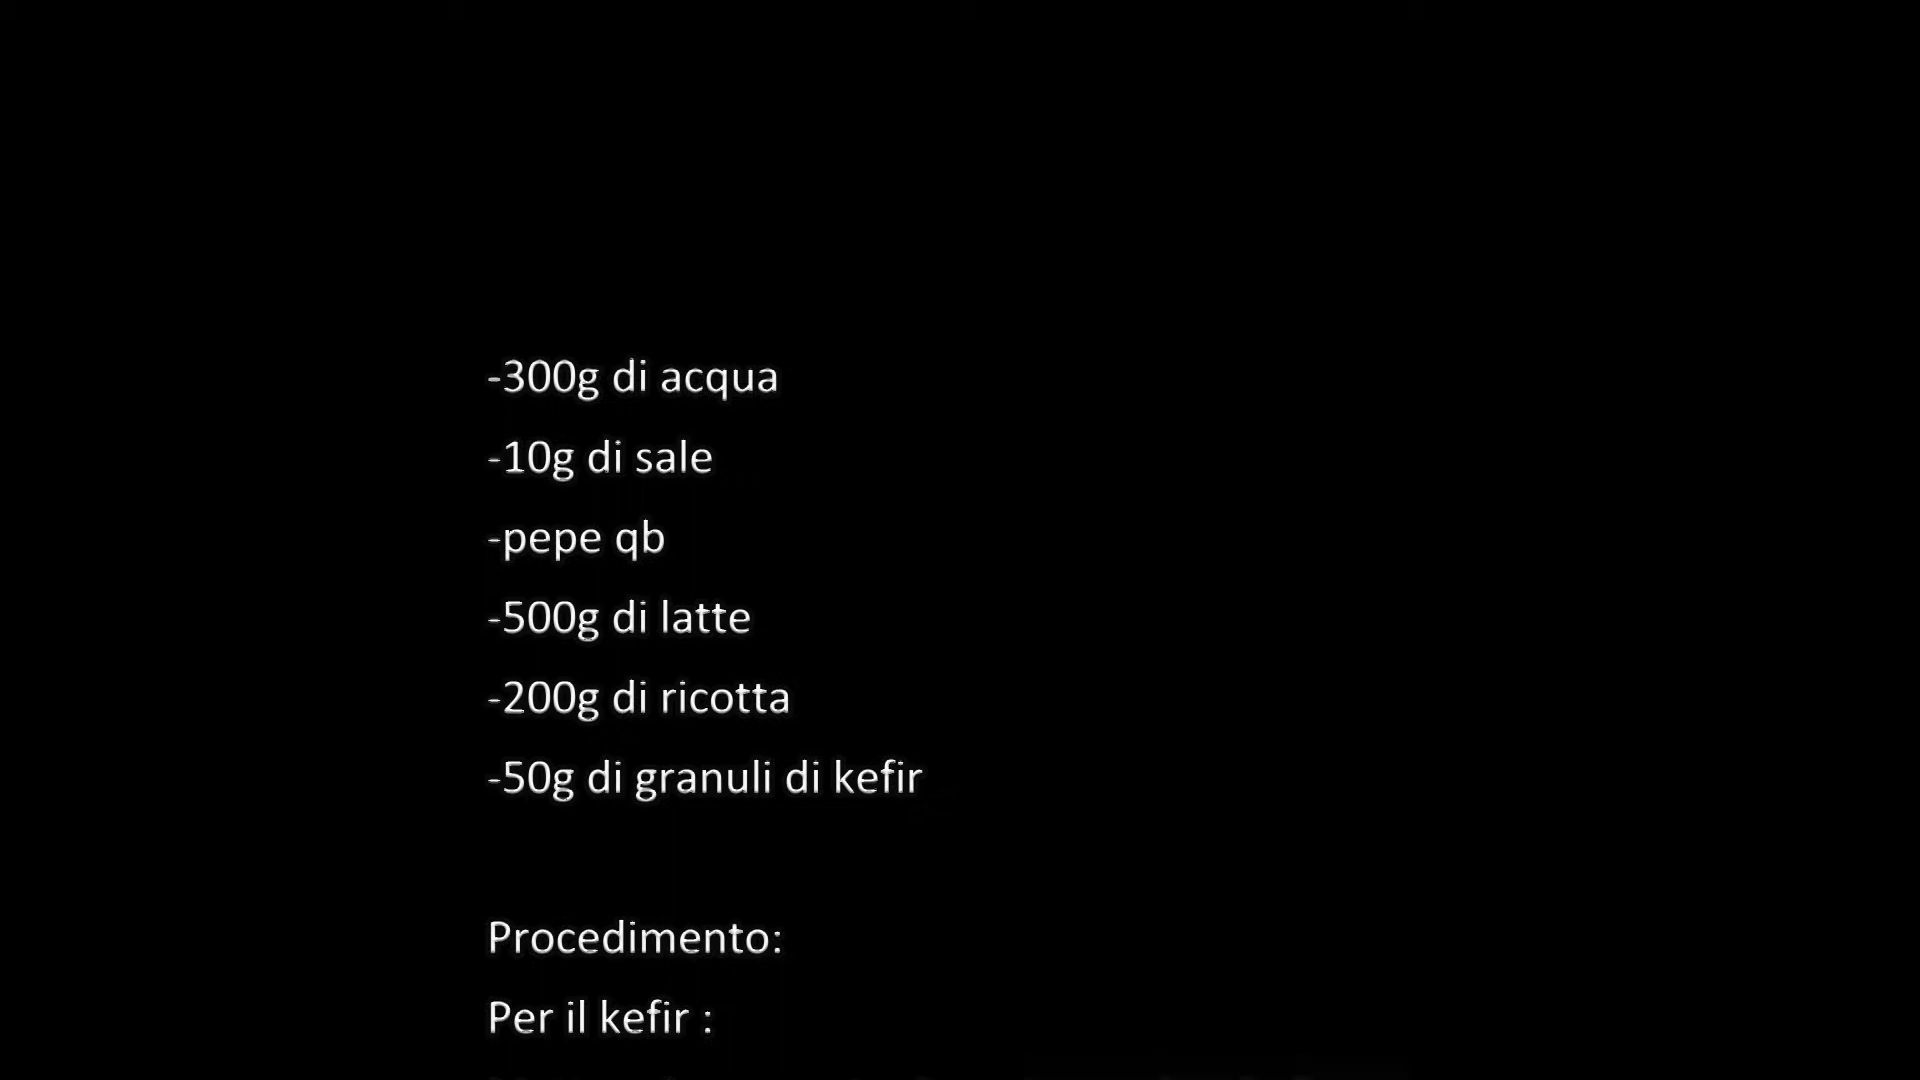 -300g di acqua
-10g di sale
-pepe qb
-500g di latte
-200g di ricotta
-50g di granuli di kefir
Procedimento:
Per il kefir :